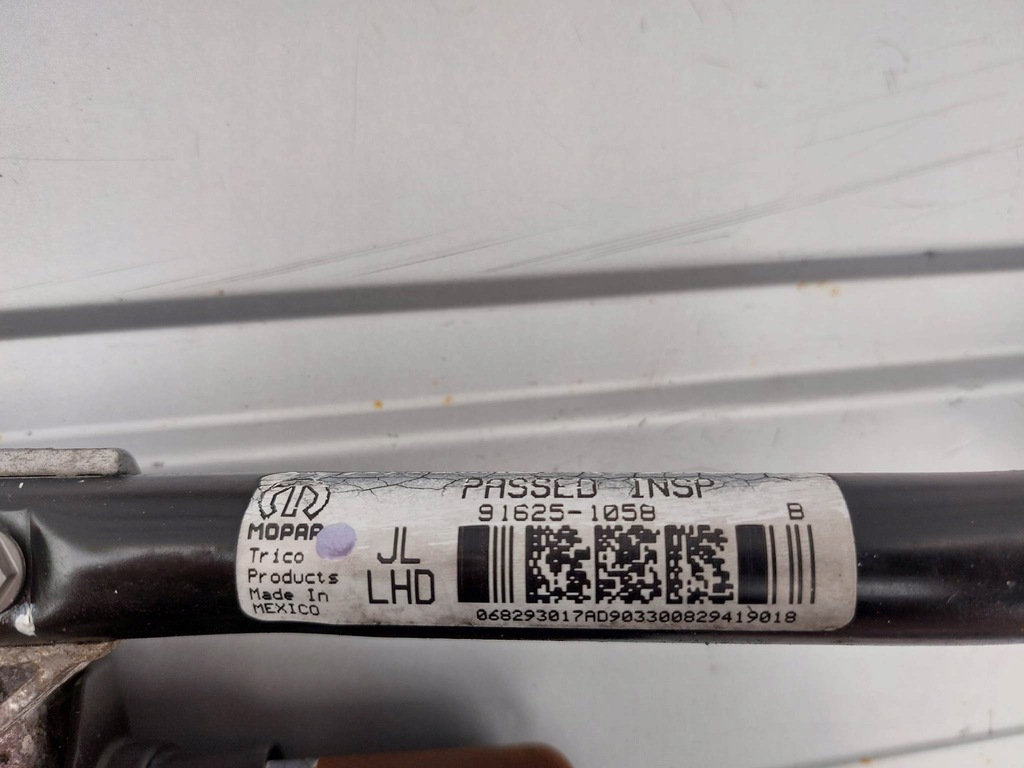 PASSED INSP
91625-1058 B
MOPAR
Trico
Products
Made In
MEXICO
JL
LHD
068293017AD903300829419018